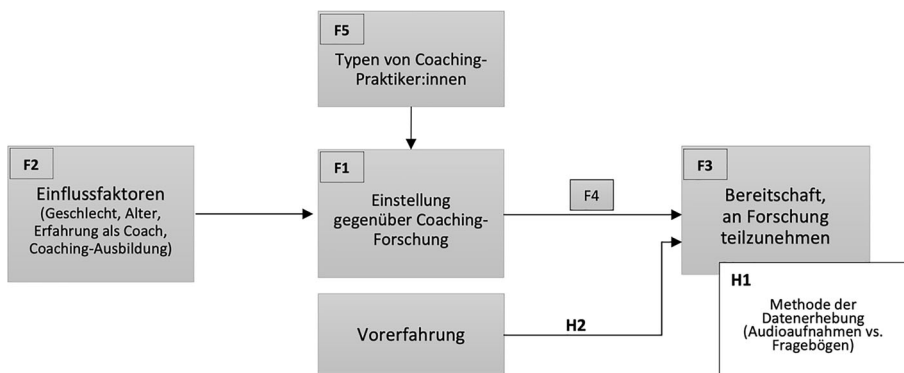 F5
Typen von Coaching-
Praktiker:innen
F2
Einflussfaktoren
(Geschlecht, Alter,
Erfahrung als Coach,
Coaching-Ausbildung)
F1
Einstellung
gegenüber Coaching-
Forschung
F4
F3
Bereitschaft,
an Forschung
teilzunehmen
H1
Methode der
Datenerhebung
(Audioaufnahmen vs.
Fragebögen)
Vorerfahrung
H2